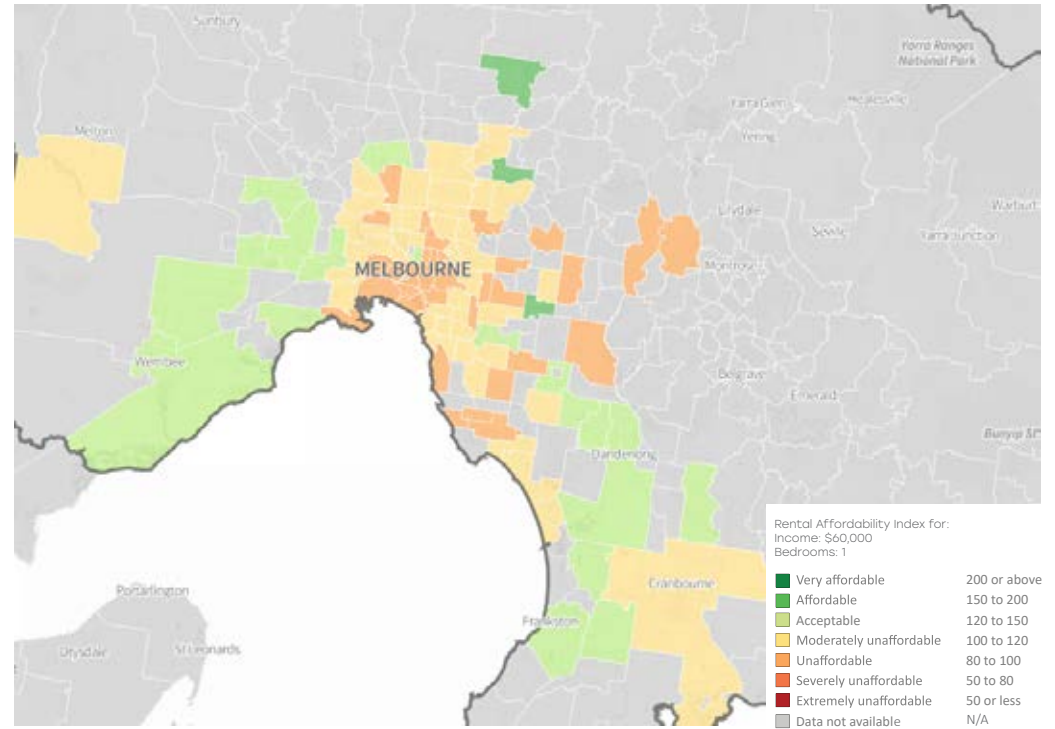 Sunbury
Yarra Ranges
National Park
Yarra Glen
Healesville
Melton
Yering
Lilydale
Seville
Warburt
Yarra Junction
MELBOURNE
Montrose
Werribee
Belgrave
Emerald
Bunyip St
Dandenong
Cranbourne
Portarlington
Frankston
Drysdale
St Leonards
Rental Affordability Index for:
Income: $60,000
Bedrooms: 1
Very affordable 200 or above
Affordable 150 to 200
Acceptable 120 to 150
Moderately unaffordable 100 to 120
Unaffordable 80 to 100
Severely unaffordable 50 to 80
Extremely unaffordable 50 or less
Data not available N/A